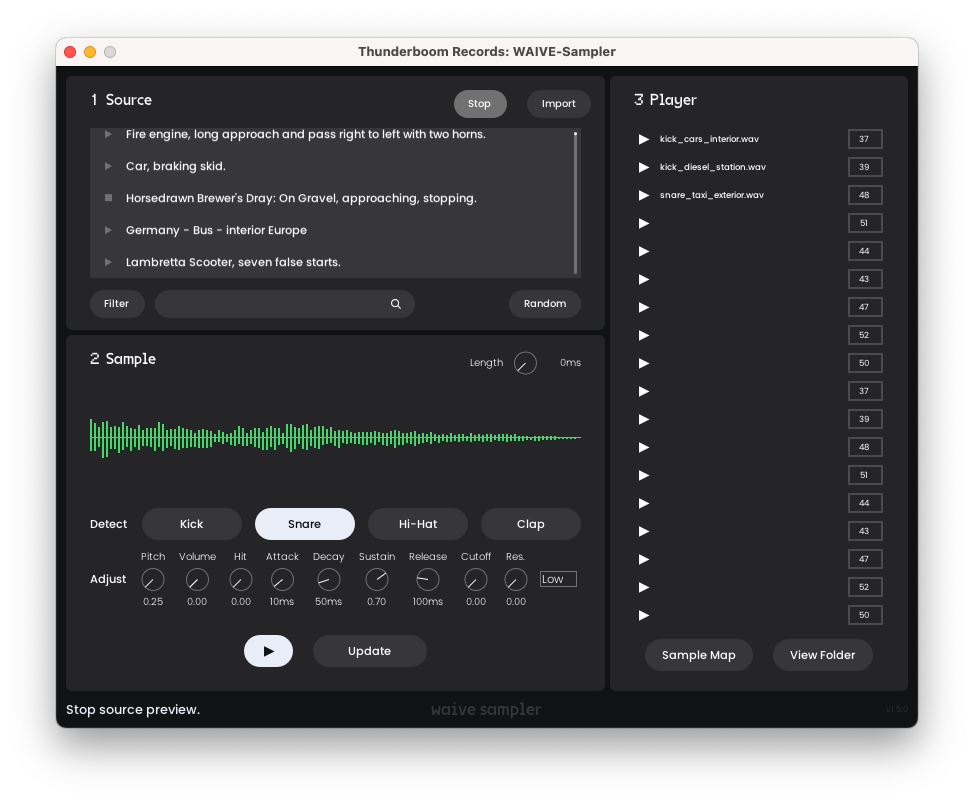 Thunderboom Records: WAIVE-Sampler
1 Source
Stop
Import
Fire engine, long approach and pass right to left with two horns.
Car, braking skid.
Horsedrawn Brewer's Dray: On Gravel, approaching, stopping.
Germany - Bus - interior Europe
Lambretta Scooter, seven false starts.
Filter
Random
2 Sample
Length
0ms
Detect
Kick
Snare
Hi-Hat
Clap
Pitch Volume Hit Attack Decay Sustain Release Cutoff Res.
Adjust
Low
0.25 0.00 0.00 10ms 50ms 0.70 100ms 0.00 0.00
Update
3 Player
kick_cars_interior.wav 37
kick_diesel_station.wav 39
snare_taxi_exterior.wav 48
51
44
43
47
52
50
37
39
48
51
44
43
47
52
50
Sample Map
View Folder
Stop source preview.
waive sampler
v1.5.0